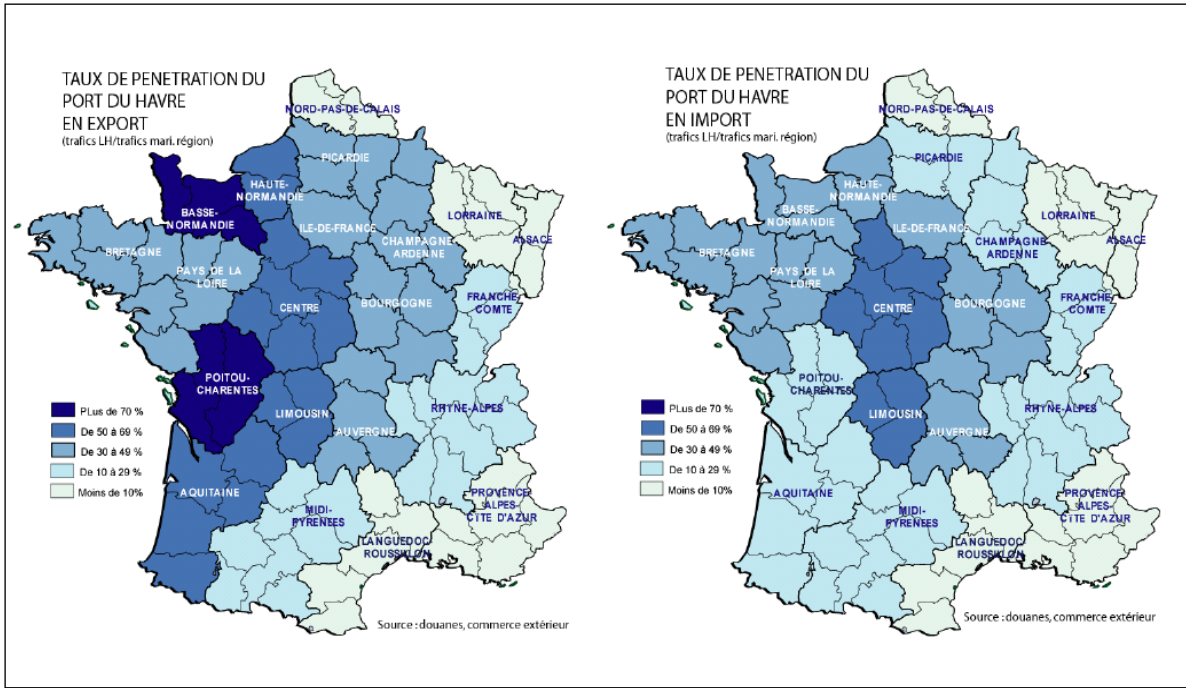 TAUX DE PENETRATION DU
PORT DU HAVRE
EN EXPORT
(trafics LH/trafics mari. région)
NORD-PAS-DE-CALAIS
PICARDIE
HAUTE-
NORMANDIE
BASSE-
NORMANDIE
ILE-DE-FRANCE
LORRAINE
ALSACE
CHAMPAGNE
ARDENNE
BRETAGNE
PAYS DE LA
LOIRE
CENTRE
BOURGOGNE
FRANCHE
COMTE
POITOU-
CHARENTES
LIMOUSIN
AUVERGNE
RHYNE-ALPES
AQUITAINE
MIDI-
PYRENEES
LANGUEDOC
ROUSSILLON
PROVENCE
ALPES-
CÏTE D'AZUR
Plus de 70 %
De 50 à 69 %
De 30 à 49 %
De 10 à 29 %
Moins de 10%
Source : douanes, commerce extérieur
TAUX DE PENETRATION DU
PORT DU HAVRE
EN IMPORT
(trafics LH/trafics mari. région)
NORD-PAS-DE-CALAIS
PICARDIE
HAUTE-
NORMANDIE
BASSE-
NORMANDIE
ILE-DE-FRANCE
LORRAINE
ALSACE
CHAMPAGNE
ARDENNE
BRETAGNE
PAYS DE LA
LOIRE
CENTRE
BOURGOGNE
FRANCHE
COMTE
POITOU-
CHARENTES
LIMOUSIN
AUVERGNE
RHYNE-ALPES
AQUITAINE
MIDI-
PYRENEES
LANGUEDOC
ROUSSILLON
PROVENCE
ALPES-
CÏTE D'AZUR
Plus de 70 %
De 50 à 69 %
De 30 à 49 %
De 10 à 29 %
Moins de 10%
Source : douanes, commerce extérieur